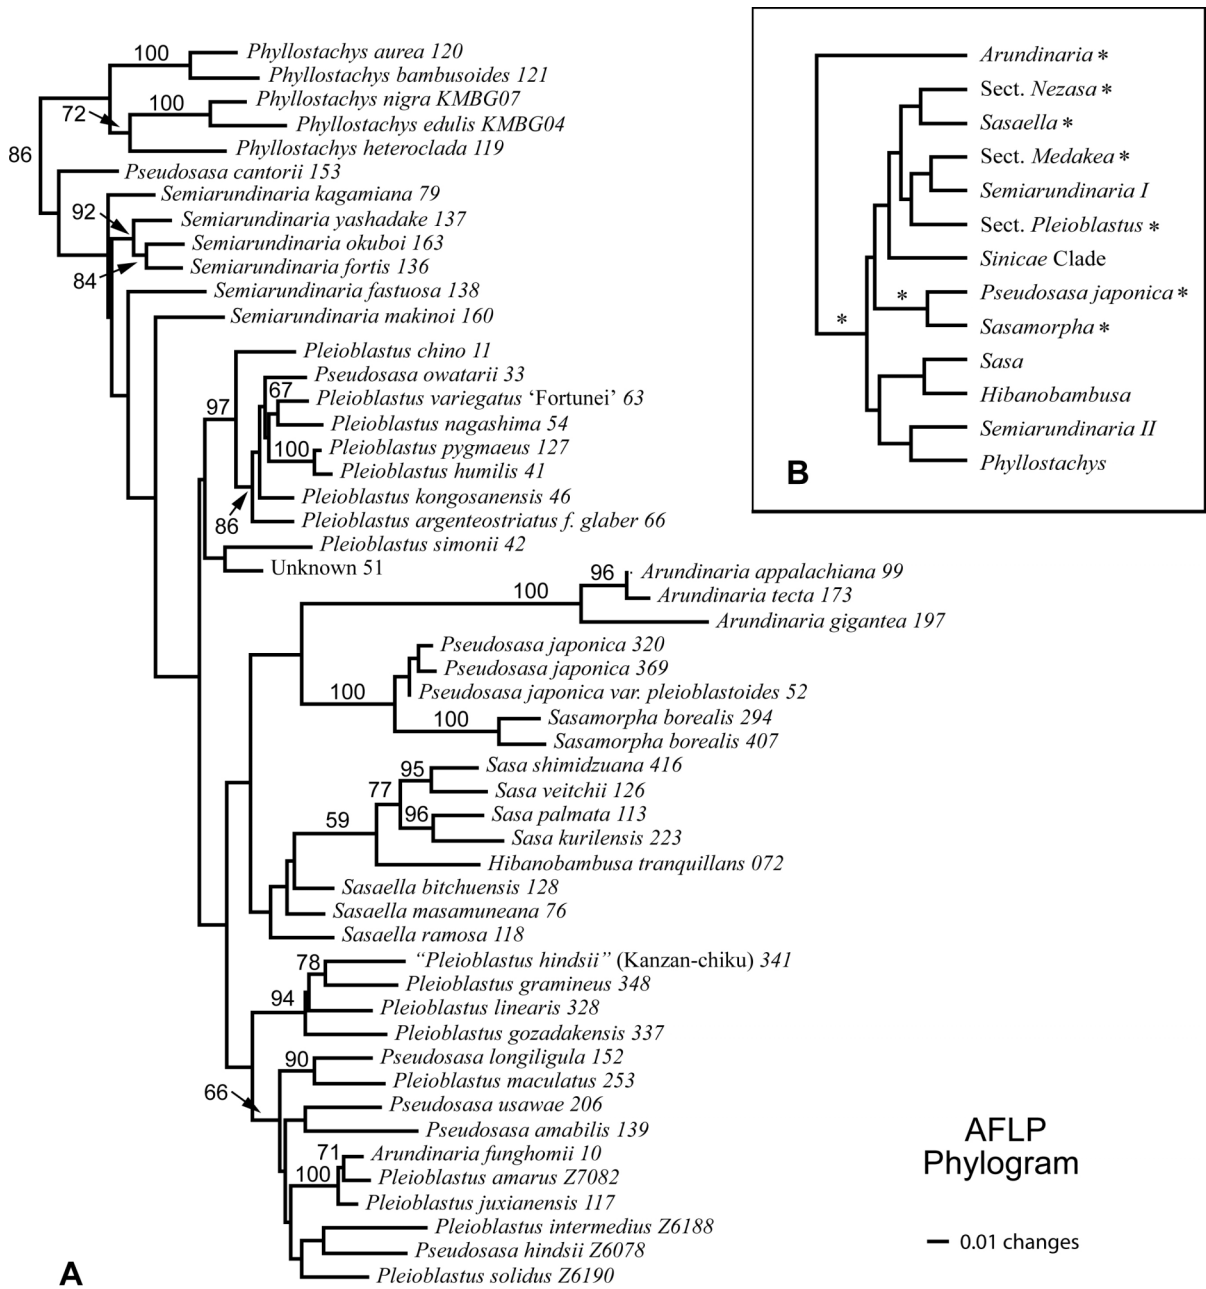 100
Phyllostachys aurea 120
Phyllostachys bambusoides 121
Phyllostachys nigra KMBG07
72
100
Phyllostachys edulis KMBG04
86
Phyllostachys heteroclada 119
Pseudosasa cantorii 153
Semiarundinaria kagamiana 79
92
Semiarundinaria yashadake 137
Semiarundinaria okuboi 163
84
Semiarundinaria fortis 136
Semiarundinaria fastuosa 138
Semiarundinaria makinoi 160
Pleioblastus chino 11
Pseudosasa owatarii 33
67
Pleioblastus variegatus ‘Fortunei’ 63
97
Pleioblastus nagashima 54
100
Pleioblastus pygmaeus 127
Pleioblastus humilis 41
Pleioblastus kongosanensis 46
86
Pleioblastus argenteostriatus f. glaber 66
Pleioblastus simonii 42
Unknown 51
96
Arundinaria appalachiana 99
100
Arundinaria tecta 173
Arundinaria gigantea 197
Pseudosasa japonica 320
Pseudosasa japonica 369
100
Pseudosasa japonica var. pleioblastoides 52
100
Sasamorpha borealis 294
Sasamorpha borealis 407
95
Sasa shimidzuana 416
77
Sasa veitchii 126
59
96
Sasa palmata 113
Sasa kurilensis 223
Hibanobambusa tranquillans 072
Sasaella bitchuensis 128
Sasaella masamuneana 76
Sasaella ramosa 118
78
“Pleioblastus hindsii” (Kanzan-chiku) 341
Pleioblastus gramineus 348
94
Pleioblastus linearis 328
Pleioblastus gozadakensis 337
90
Pseudosasa longiligula 152
Pleioblastus maculatus 253
66
Pseudosasa usawae 206
Pseudosasa amabilis 139
71
Arundinaria funghomii 10
100
Pleioblastus amarus Z7082
Pleioblastus juxianensis 117
Pleioblastus intermedius Z6188
Pseudosasa hindsii Z6078
Pleioblastus solidus Z6190
A
Arundinaria *
Sect. Nezasa *
Sasaella *
Sect. Medakea *
Semiarundinaria I
Sect. Pleioblastus *
Sinicae Clade
*
Pseudosasa japonica *
*
Sasamorpha *
Sasa
Hibanobambusa
Semiarundinaria II
Phyllostachys
B
AFLP
Phylogram
0.01 changes